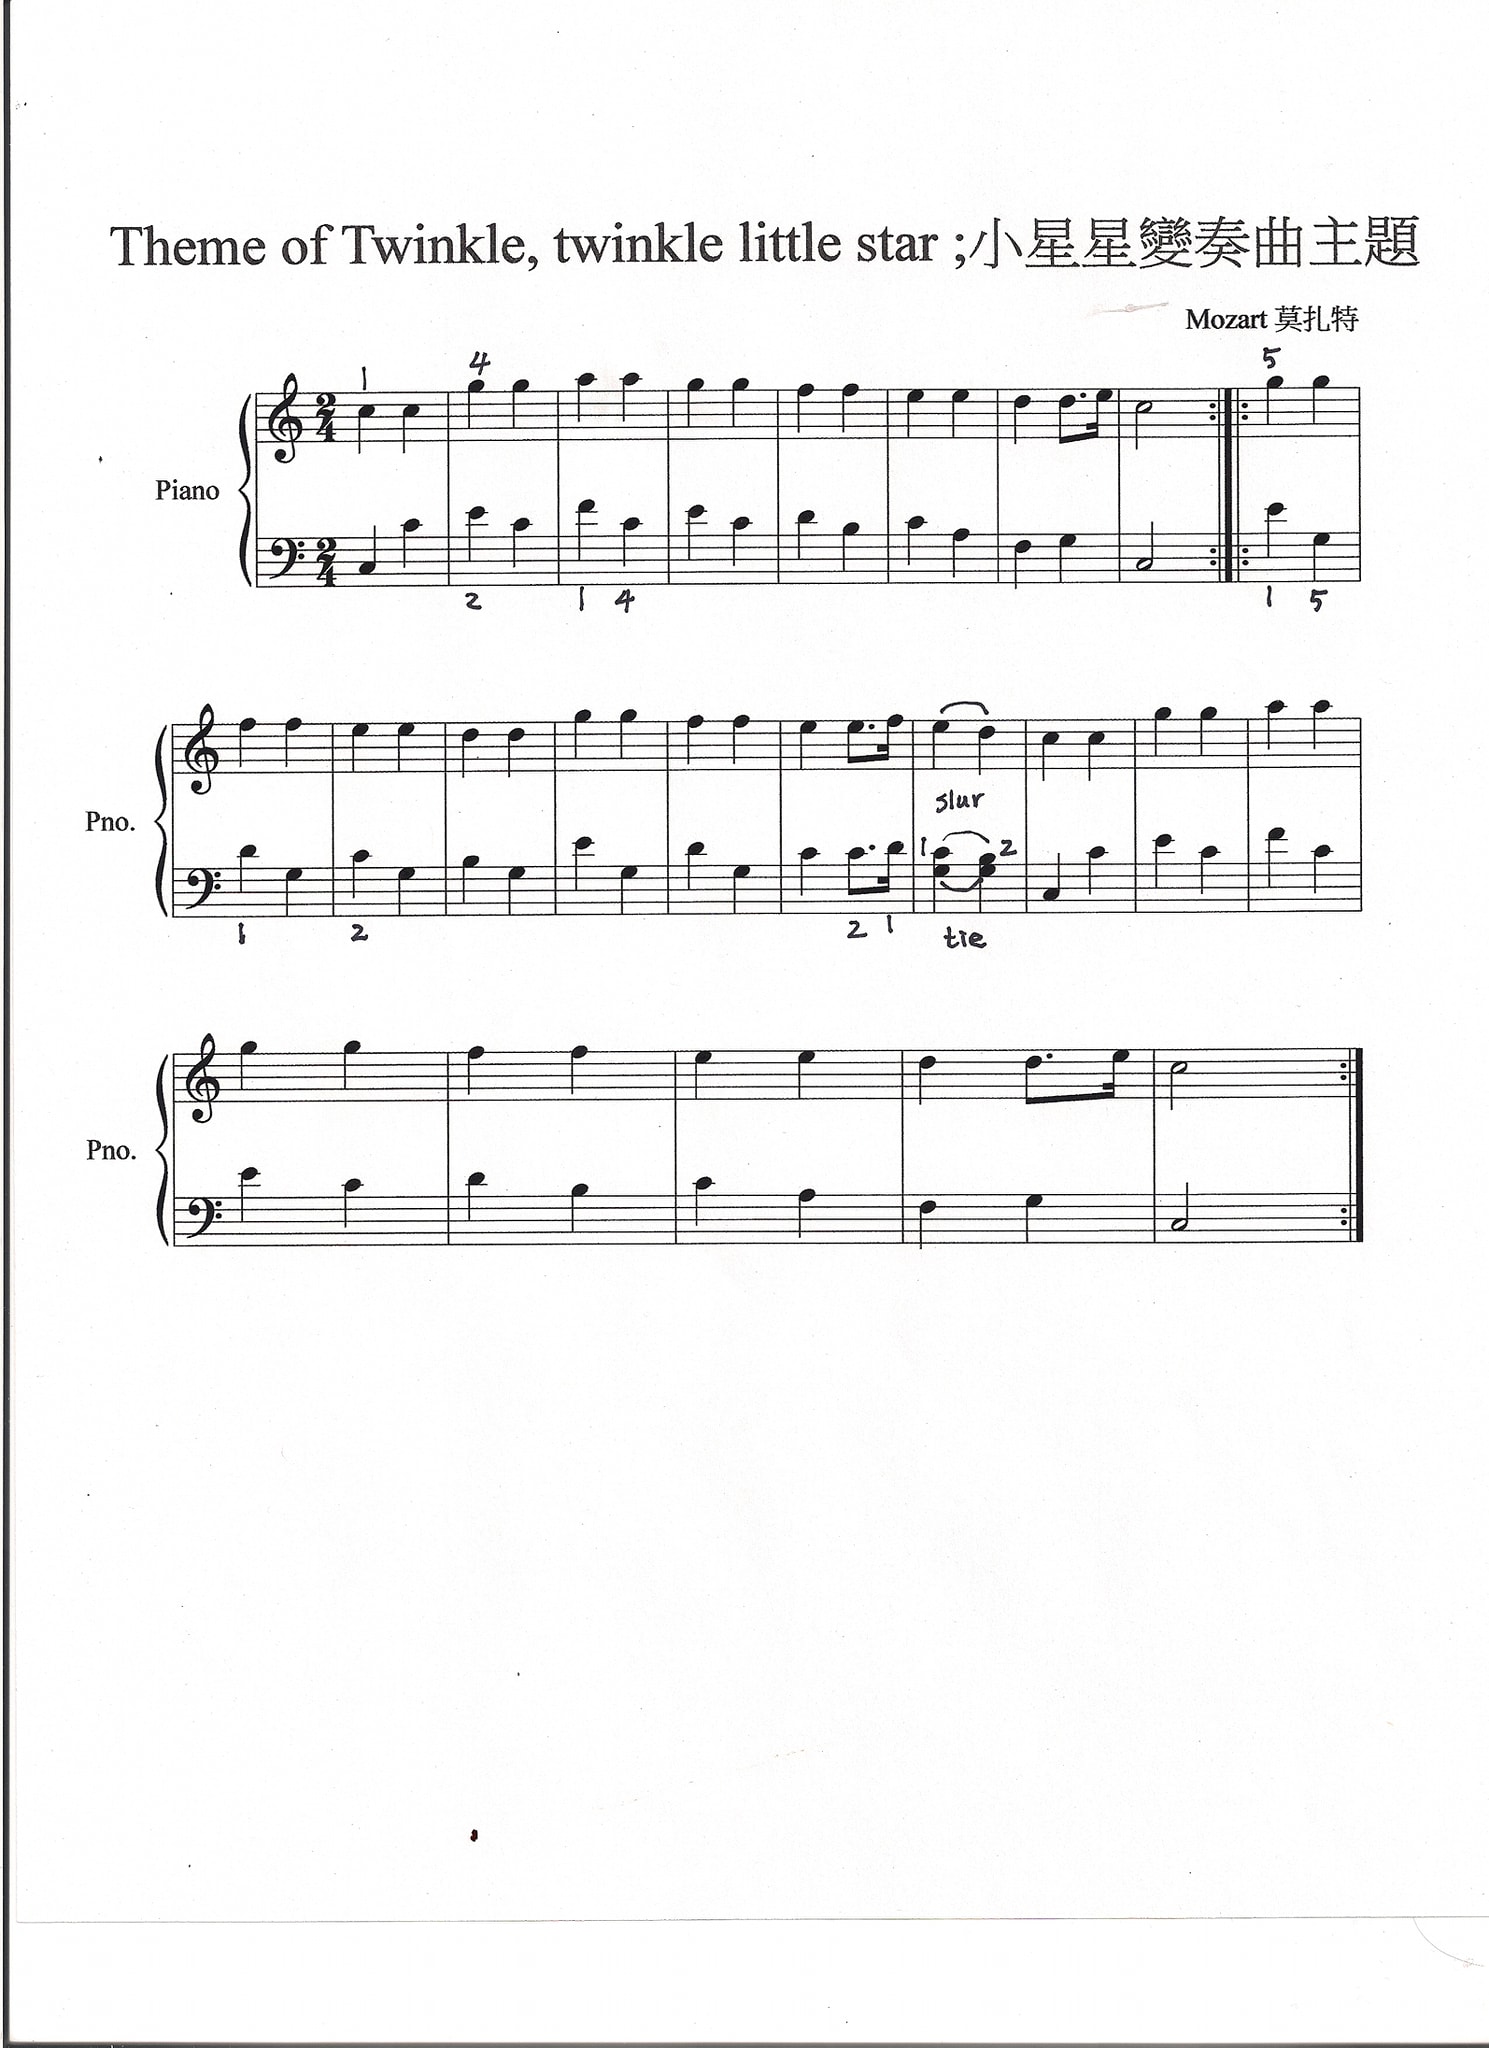 Theme of Twinkle, twinkle little star ;小星星變奏曲主題
Mozart 莫扎特
1 4 5
2 4
Piano
2 4
2 1 4 1 5
Pno.
slur
1 2
1 2 2 1 tie
Pno.